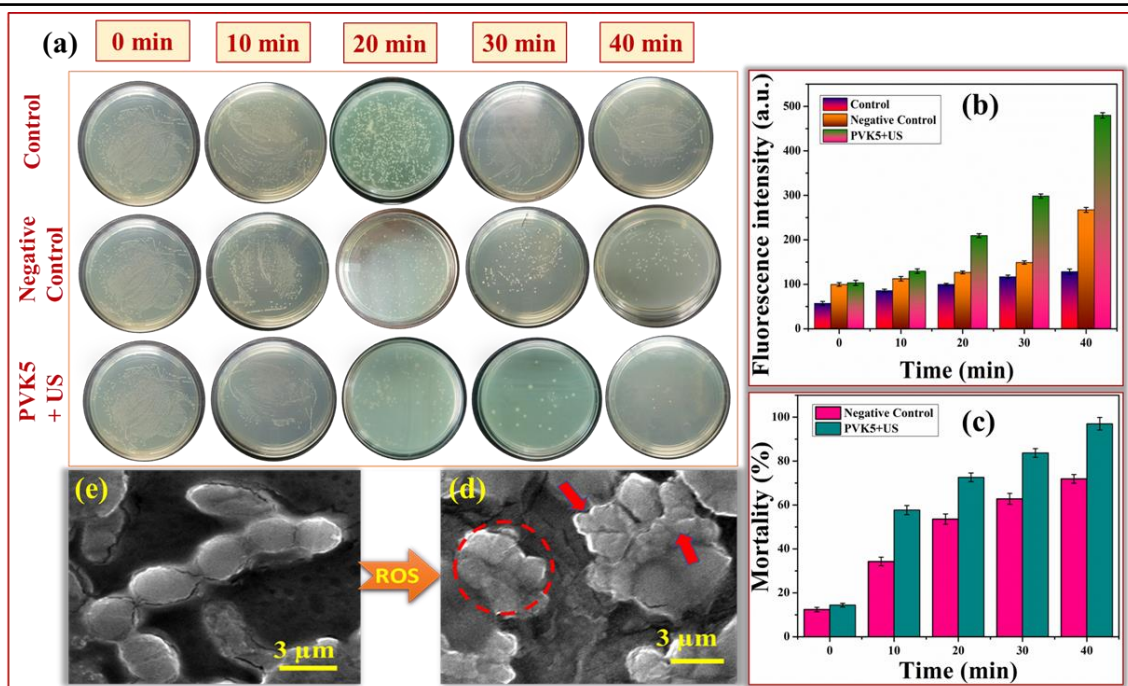 (a)
0 min
10 min
20 min
30 min
40 min
Control
Negative
Control
PVK5
+ US
(b)
Fluorescence intensity (a.u.)
500
400
300
200
100
0
Control
Negative Control
PVK5+US
0
10
20
30
40
Time (min)
(e)
3 µm
ROS
(d)
3 µm
(c)
Mortality (%)
100
80
60
40
20
0
Negative Control
PVK5+US
0
10
20
30
40
Time (min)